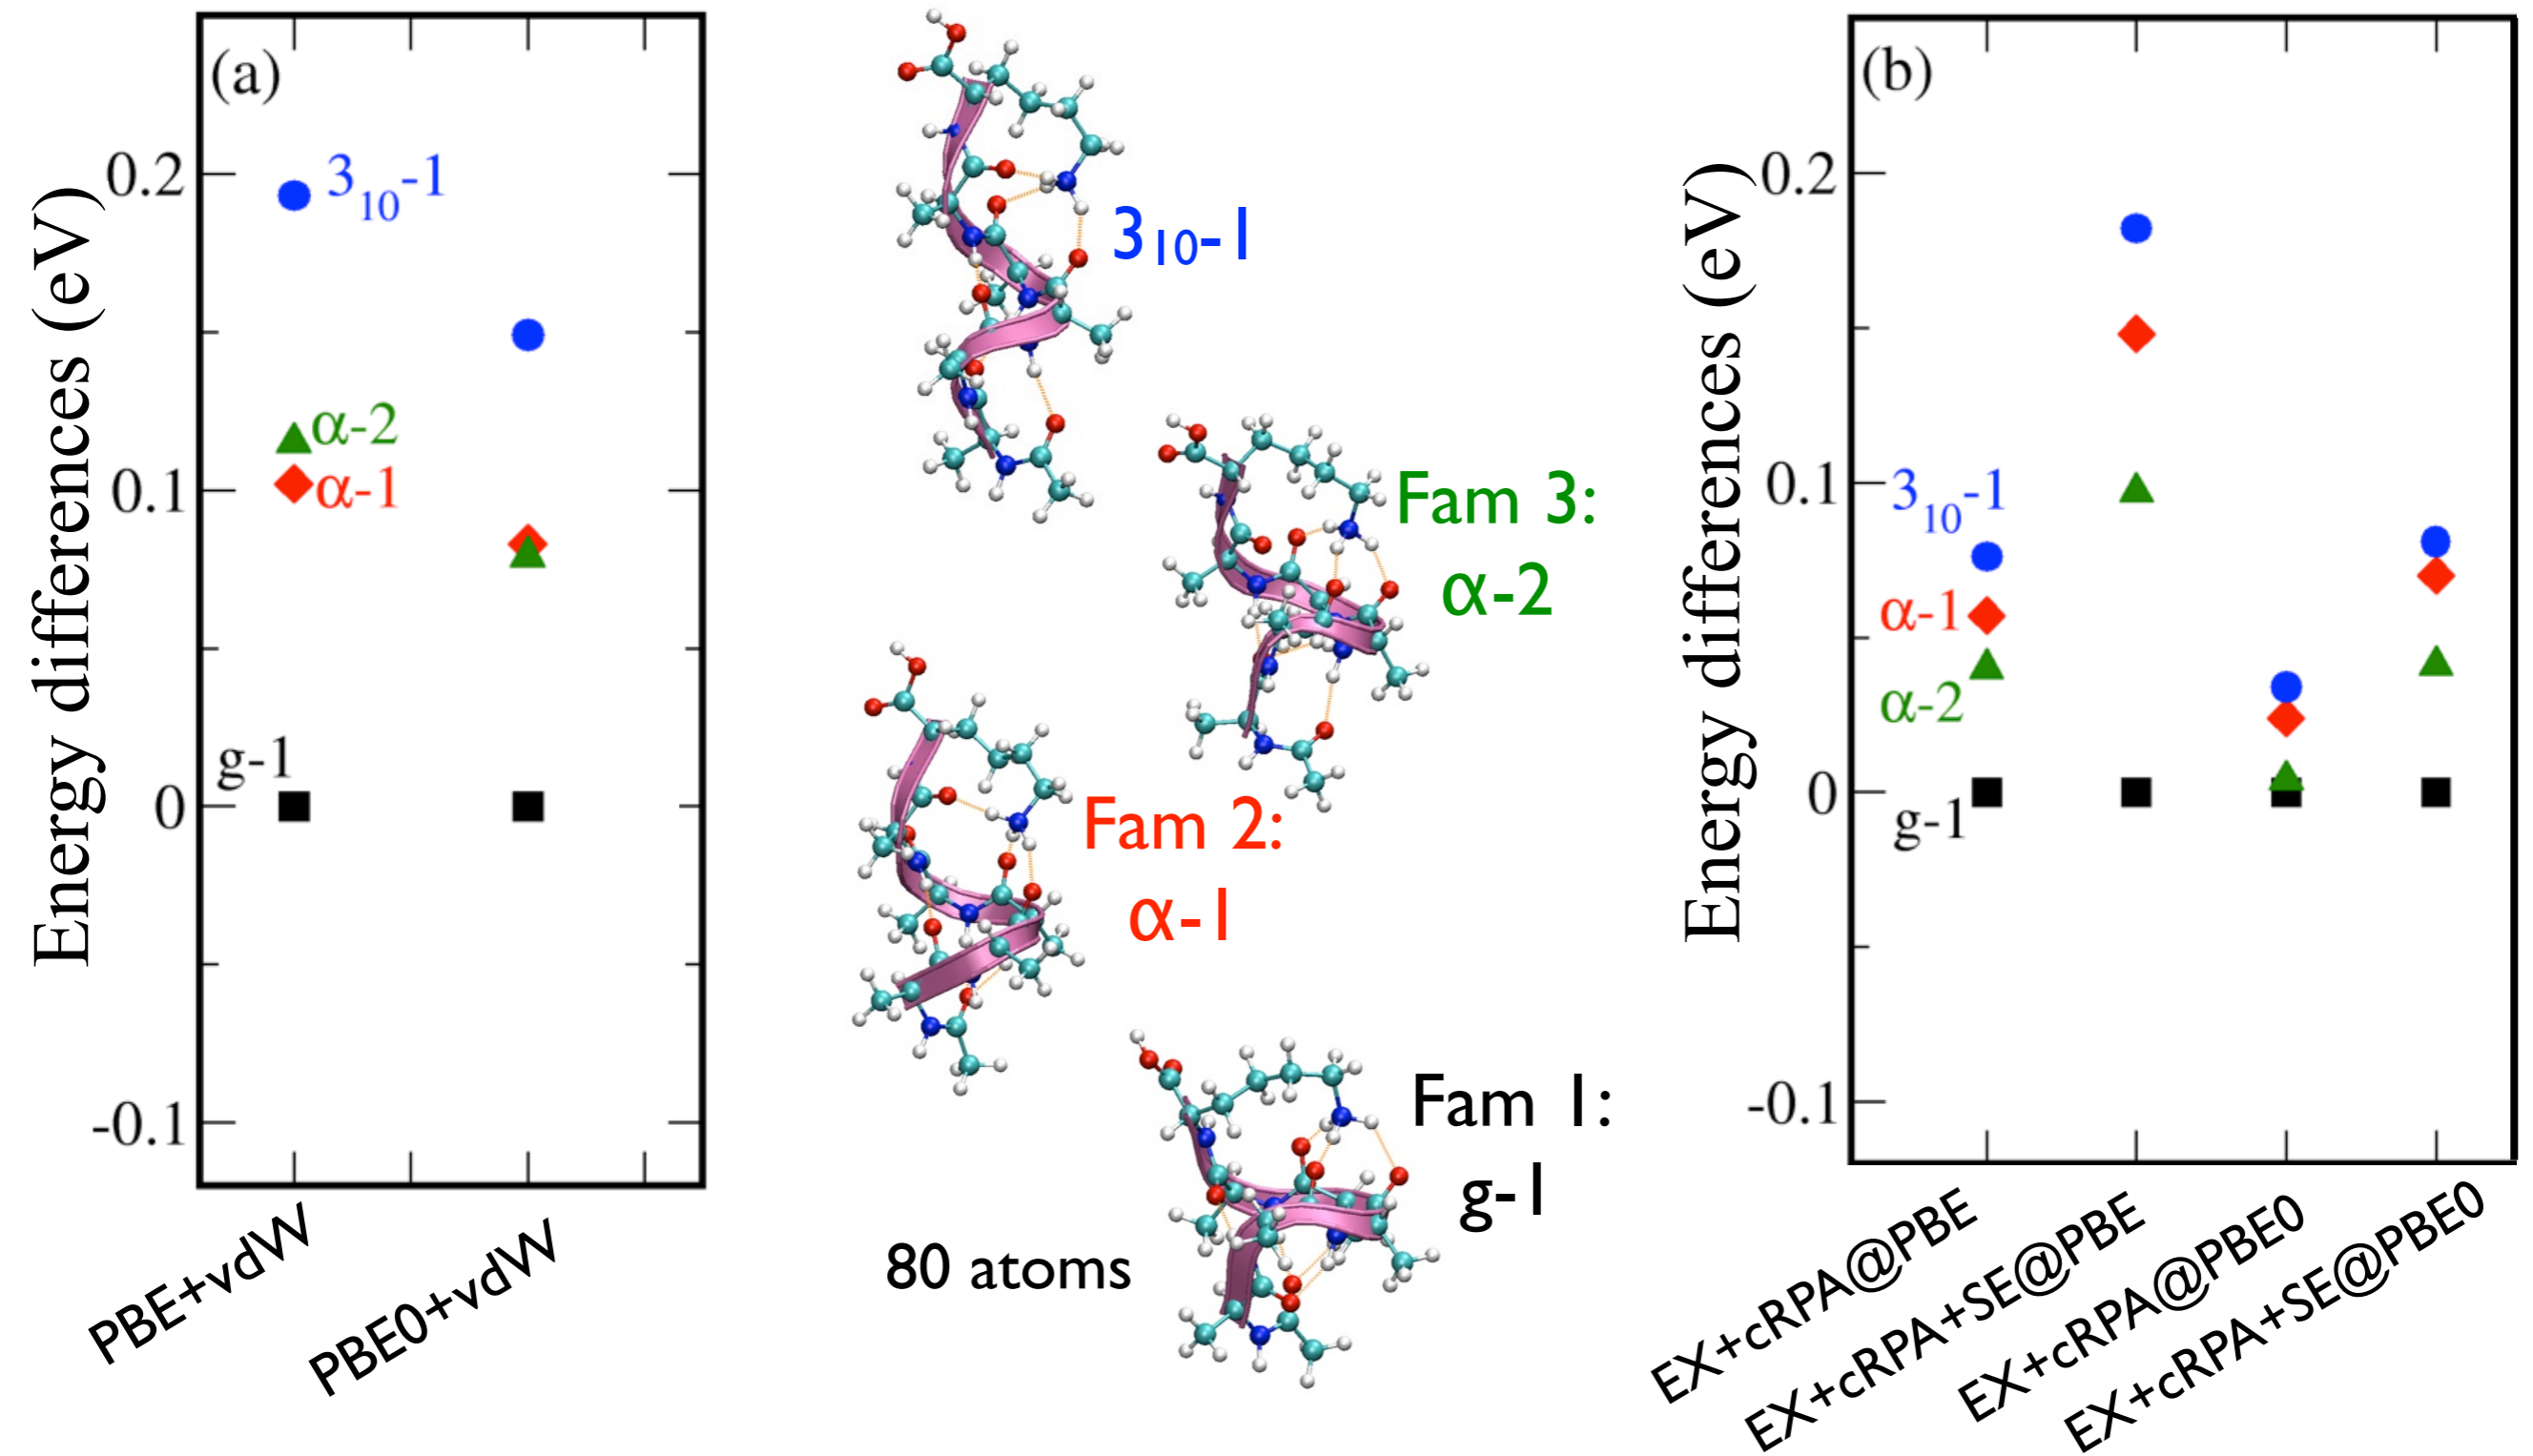 (a)
Energy differences (eV)
0.2
0.1
0
-0.1
3₁₀-1
α-2
α-1
g-1
PBE+vdW
PBE0+vdW
3₁₀-1
Fam 3:
α-2
Fam 2:
α-1
Fam 1:
g-1
80 atoms
(b)
Energy differences (eV)
0.2
0.1
0
-0.1
3₁₀-1
α-1
α-2
g-1
EX+cRPA@PBE
EX+cRPA+SE@PBE
EX+cRPA@PBE0
EX+cRPA+SE@PBE0